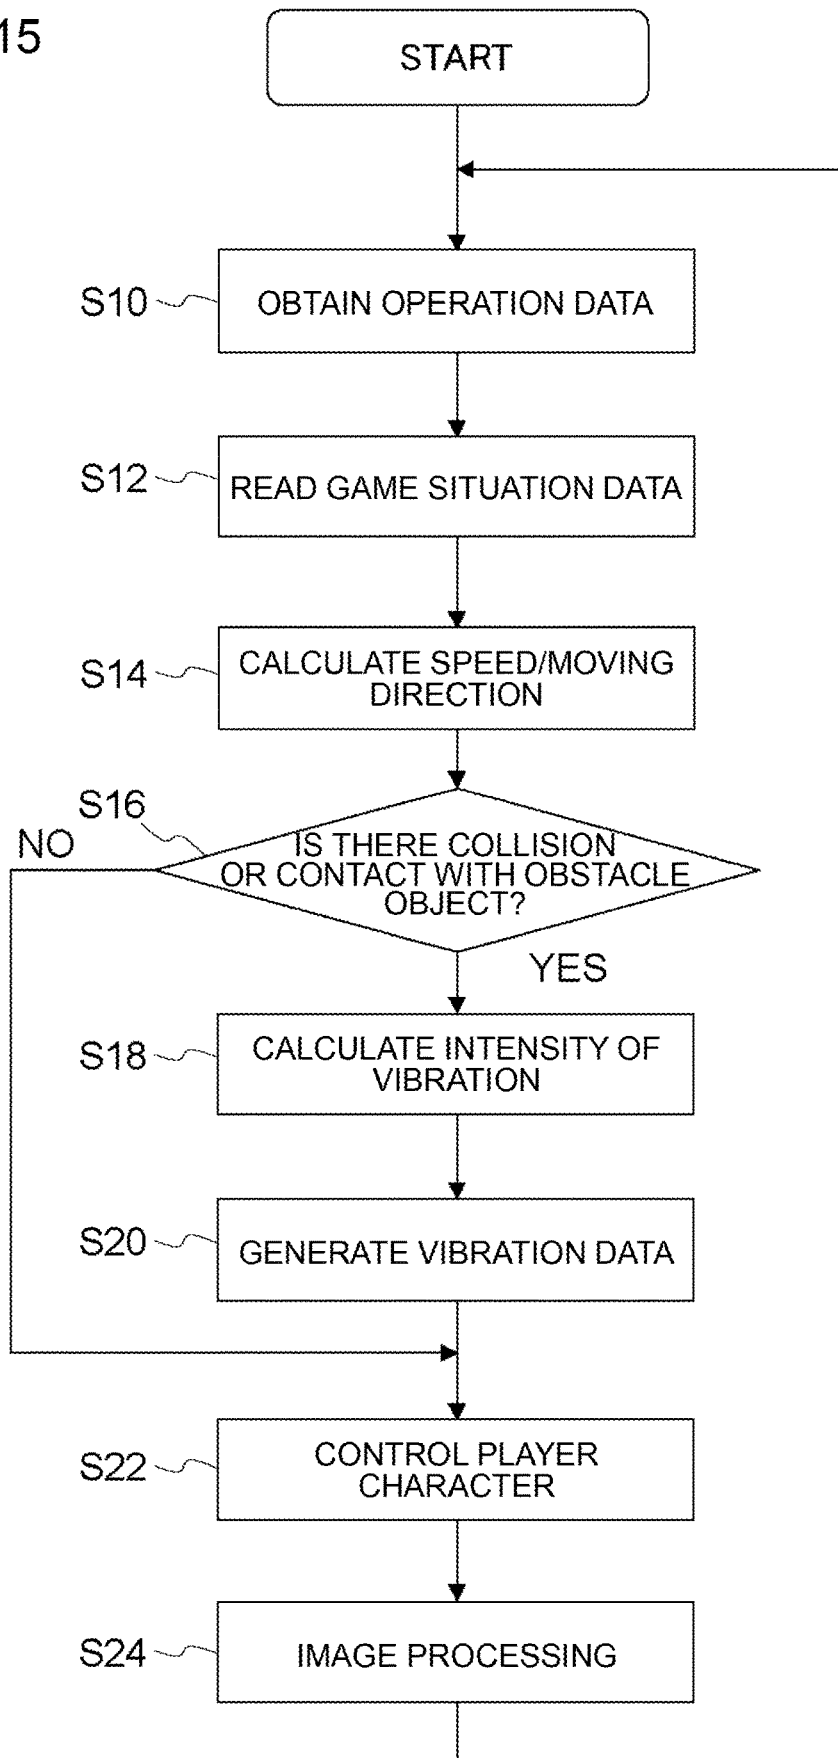 15
START
S10
OBTAIN OPERATION DATA
S12
READ GAME SITUATION DATA
S14
CALCULATE SPEED/MOVING
DIRECTION
S16
NO
IS THERE COLLISION
OR CONTACT WITH OBSTACLE
OBJECT?
YES
S18
CALCULATE INTENSITY OF
VIBRATION
S20
GENERATE VIBRATION DATA
S22
CONTROL PLAYER
CHARACTER
S24
IMAGE PROCESSING